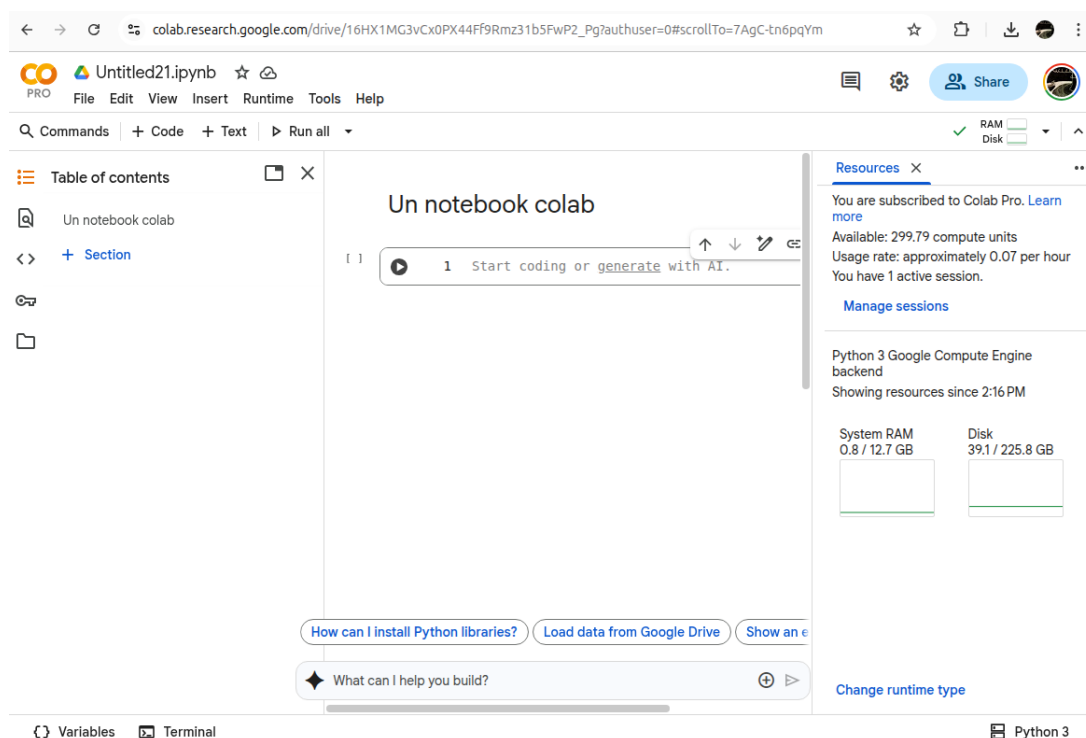 colab.research.google.com/drive/16HX1MG3vCx0PX44Ff9Rmz31b5FwP2_Pg?authuser=0#scrollTo=7AgC-tn6pqYm
CO
PRO
Untitled21.ipynb
File Edit View Insert Runtime Tools Help
Share
Commands + Code + Text Run all
RAM
Disk
Table of contents
Un notebook colab
+ Section
Un notebook colab
[ ]
1 Start coding or generate with AI.
How can I install Python libraries? Load data from Google Drive Show an e
What can I help you build?
Resources
You are subscribed to Colab Pro. Learn
more
Available: 299.79 compute units
Usage rate: approximately 0.07 per hour
You have 1 active session.
Manage sessions
Python 3 Google Compute Engine
backend
Showing resources since 2:16 PM
System RAM
0.8 / 12.7 GB
Disk
39.1 / 225.8 GB
Change runtime type
{} Variables Terminal
Python 3